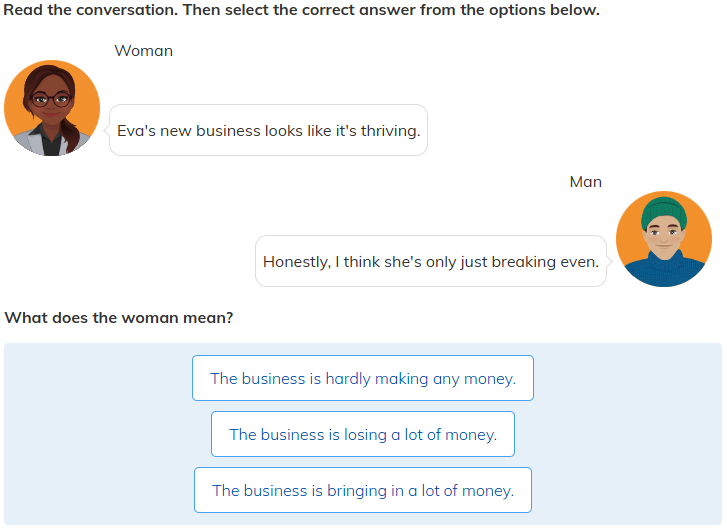 Read the conversation. Then select the correct answer from the options below.
Woman
Eva's new business looks like it's thriving.
Man
Honestly, I think she's only just breaking even.
What does the woman mean?
The business is hardly making any money.
The business is losing a lot of money.
The business is bringing in a lot of money.